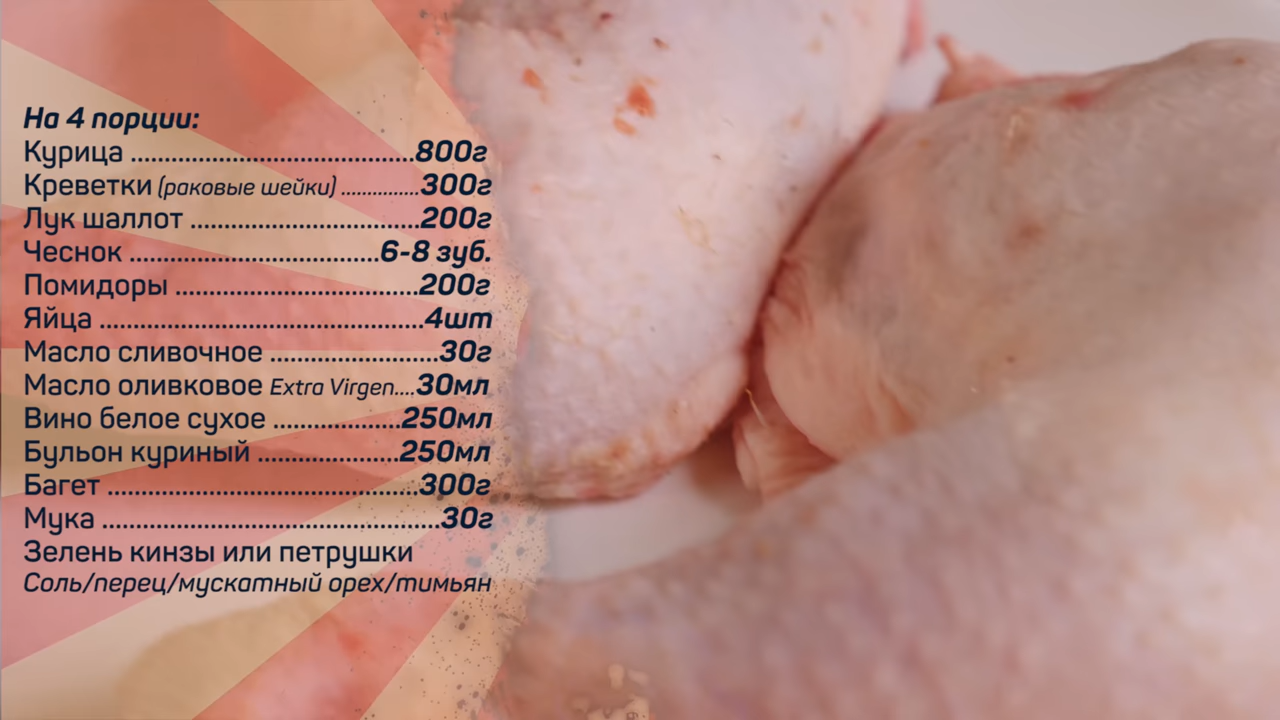 На 4 порции:
Курица ..........................................800г
Креветки (раковые шейки) ..............300г
Лук шаллот ..................................200г
Чеснок .....................................6-8 зуб.
Помидоры ....................................200г
Яйца ................................................4шт
Масло сливочное .........................30г
Масло оливковое Extra Virgen....30мл
Вино белое сухое ...................250мл
Бульон куриный .....................250мл
Багет ..............................................300г
Мука ..................................................30г
Зелень кинзы или петрушки
Соль/перец/мускатный орех/тимьян